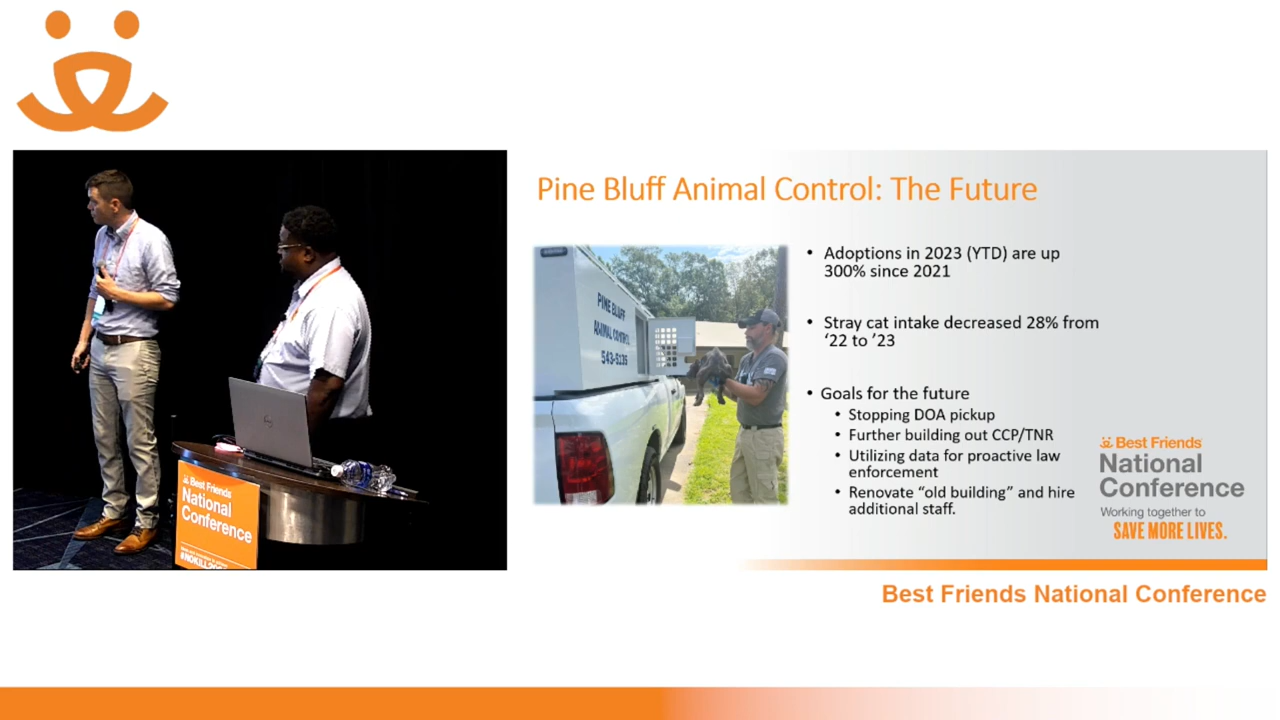 Pine Bluff Animal Control: The Future
PINE BLUFF
ANIMAL CONTROL
543-5135
• Adoptions in 2023 (YTD) are up
300% since 2021
• Stray cat intake decreased 28% from
‘22 to ’23
• Goals for the future
• Stopping DOA pickup
• Further building out CCP/TNR
• Utilizing data for proactive law
enforcement
• Renovate “old building” and hire
additional staff.
Best Friends
National
Conference
Working together to
SAVE MORE LIVES.
Best Friends
National
Conference
Best Friends National Conference